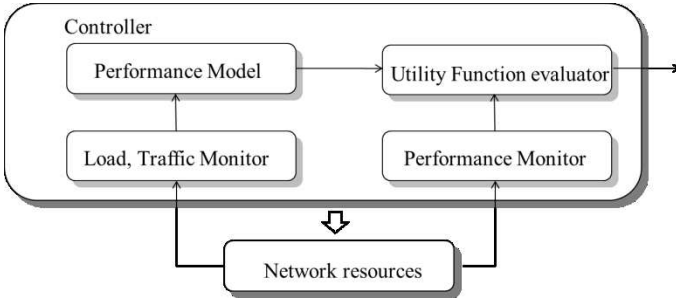 Controller
Performance Model
Utility Function evaluator
Load, Traffic Monitor
Performance Monitor
Network resources